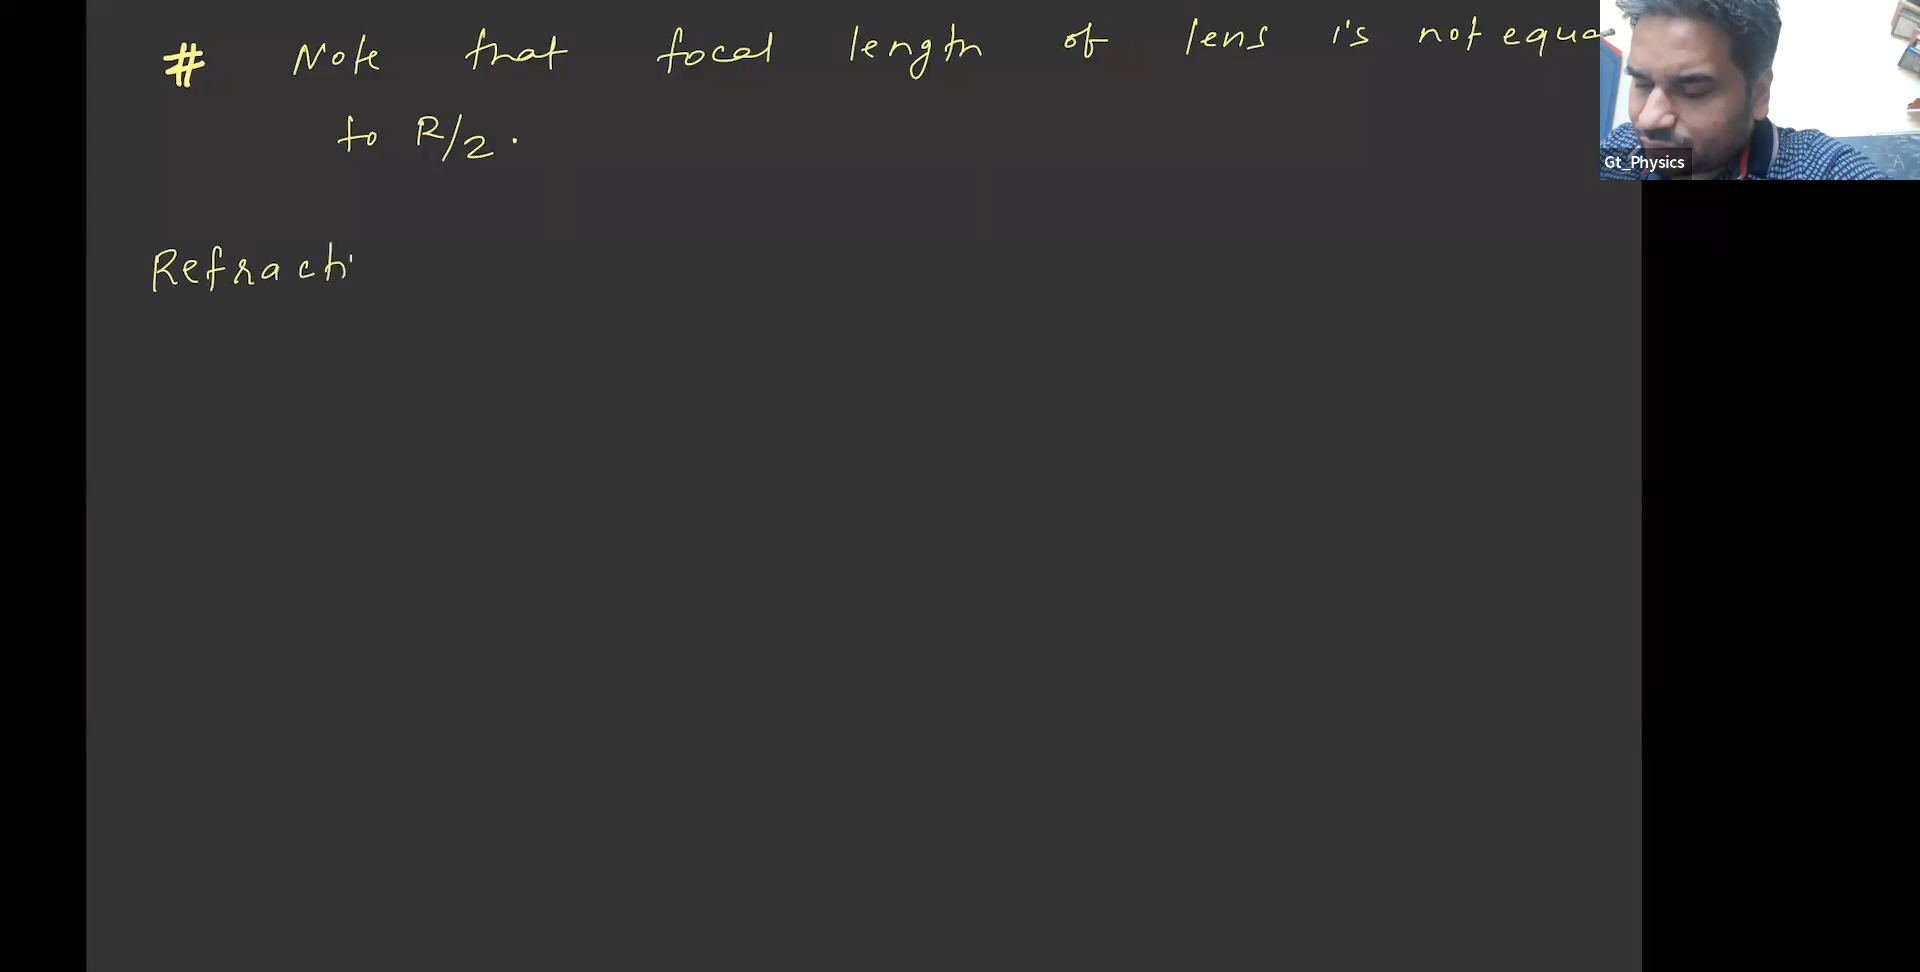 # Note that focal length of lens is not equa
to R/2.
Refracti
Gt_Physics